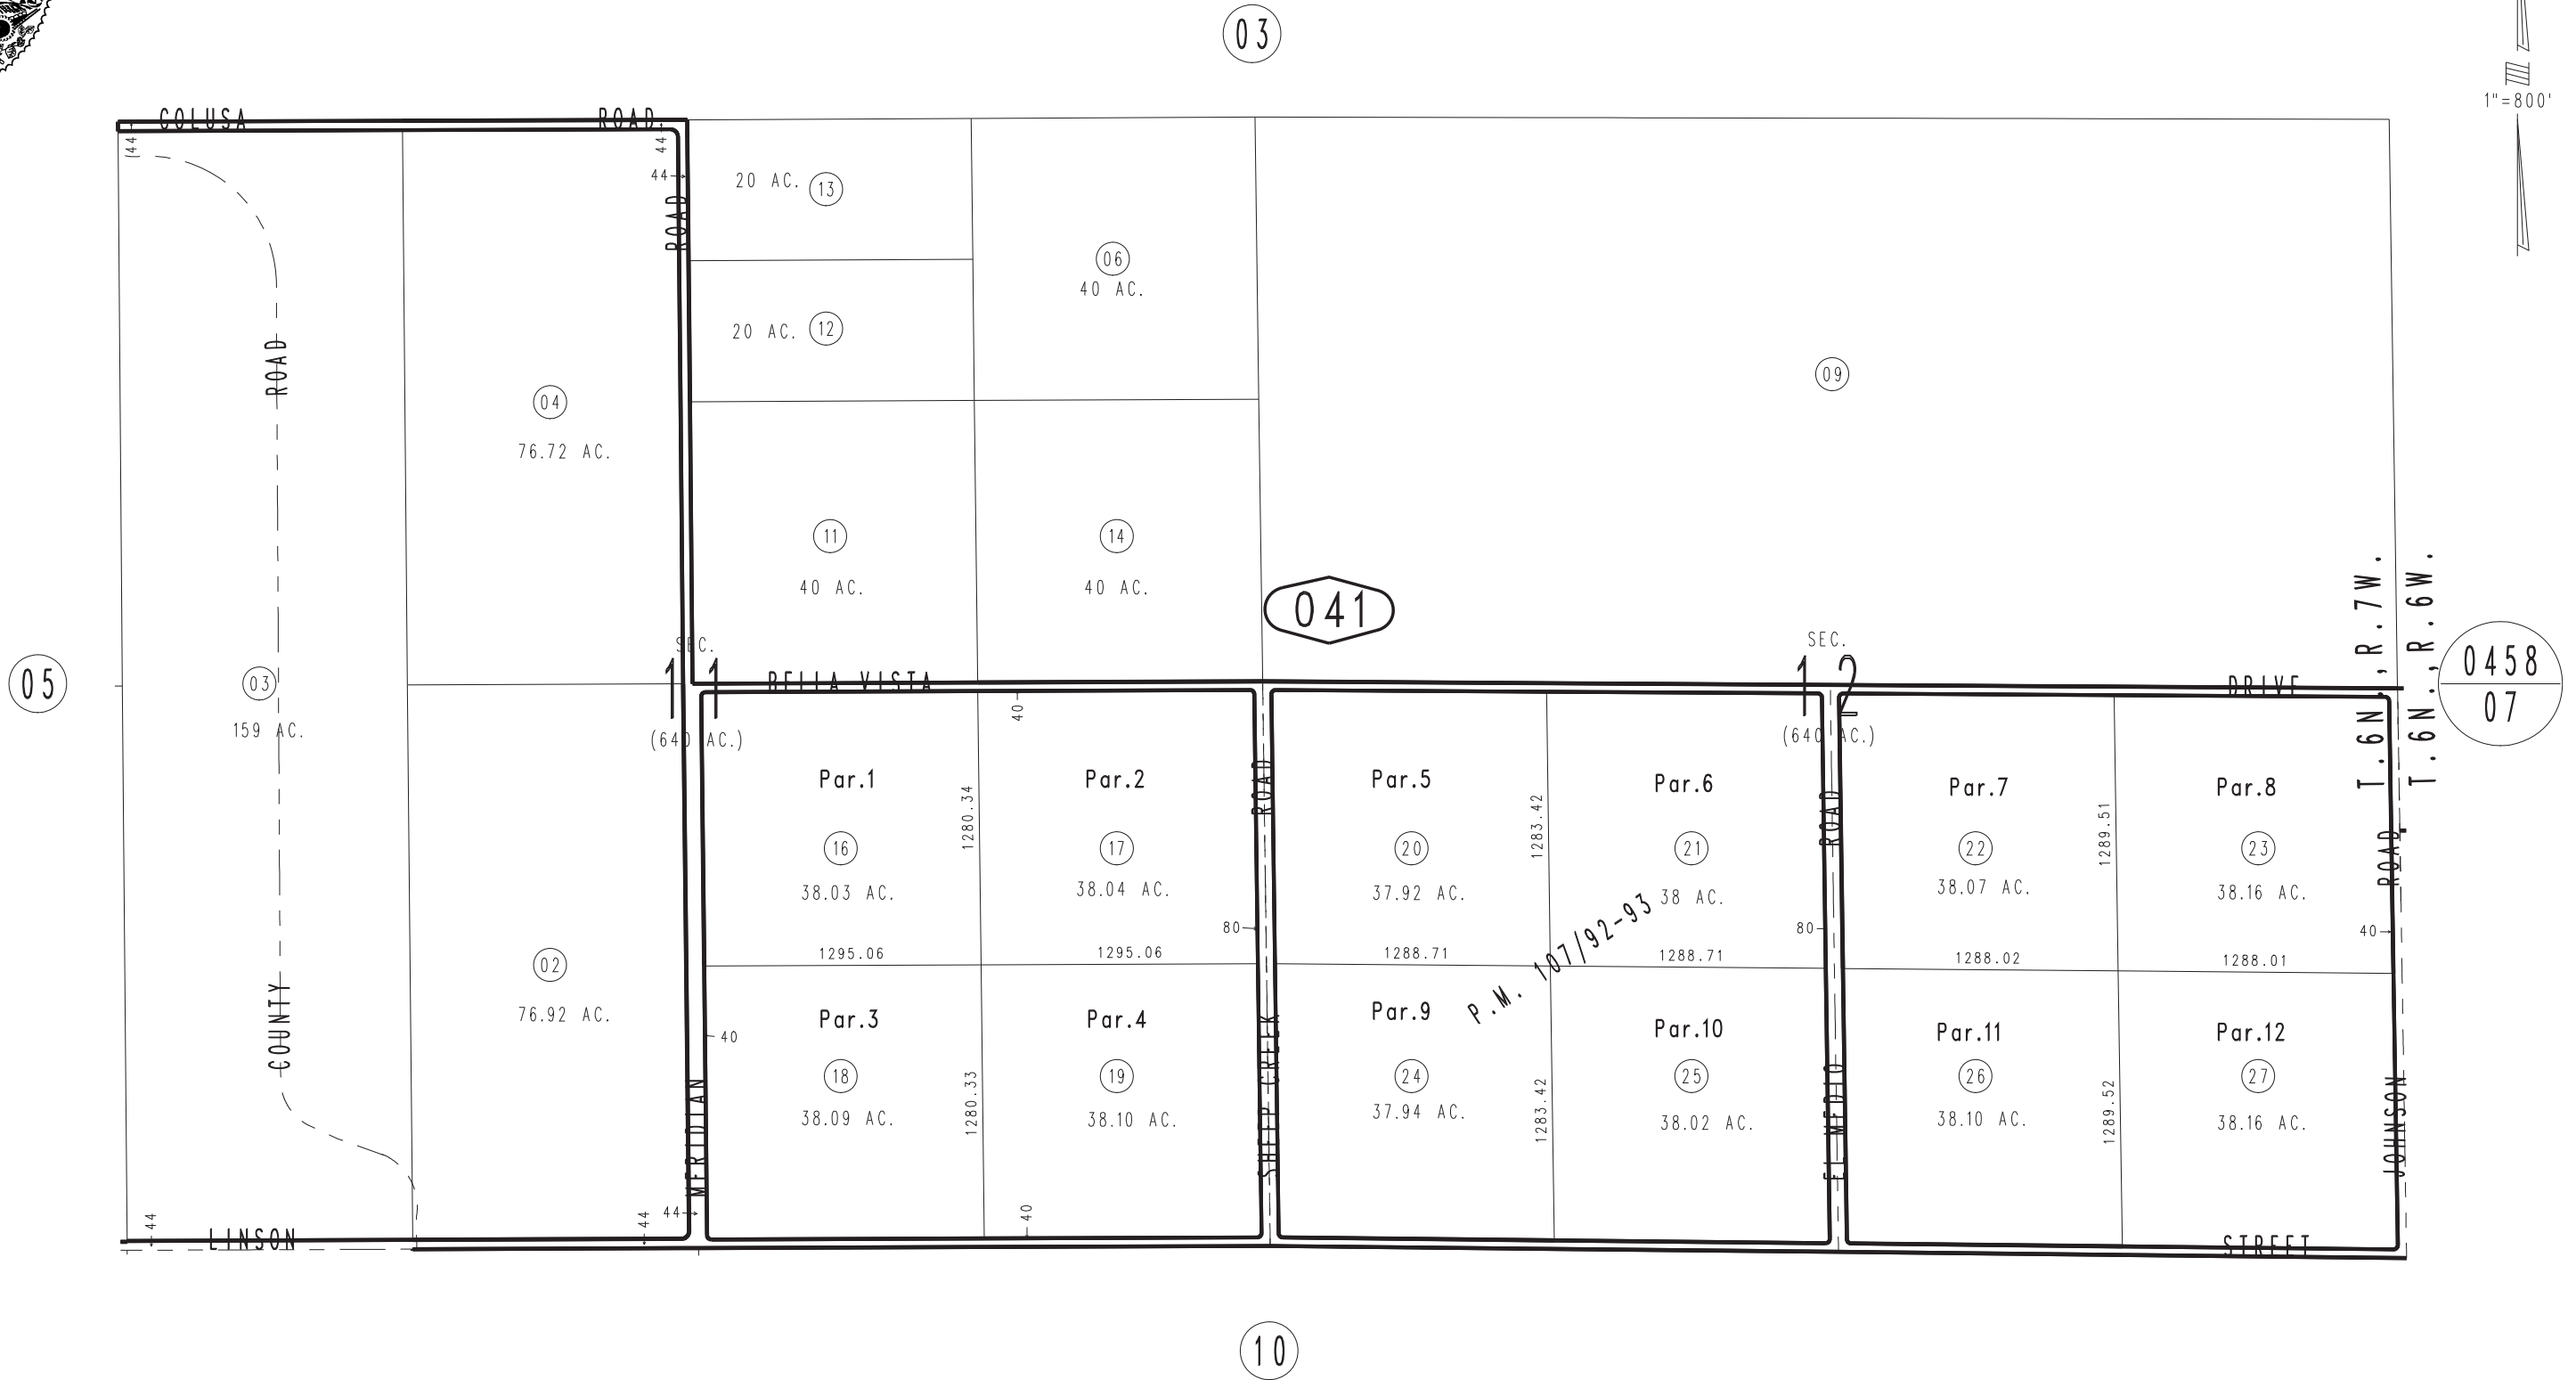 03
1"=800'
COLUSA ROAD
44
44
44
ROAD
20 AC. 13
06
40 AC.
20 AC. 12
ROAD
09
04
76.72 AC.
11
40 AC.
14
40 AC.
041
T.6N.,R.7W.
T.6N.,R.6W.
05
03
159 AC.
SEC.
11
(640 AC.)
BELLA VISTA DRIVE
SEC.
12
(640 AC.)
0458
07
40
Par.1
16
38.03 AC.
1295.06
1280.34
Par.2
17
38.04 AC.
1295.06
80
ROAD
Par.5
20
37.92 AC.
1288.71
1283.42
Par.6
21
38 AC.
1288.71
80
ROAD
Par.7
22
38.07 AC.
1288.02
1289.51
Par.8
23
38.16 AC.
1288.01
40
ROAD
P.M. 107/92-93
COUNTY
02
76.92 AC.
MERIDIAN
40
Par.3
18
38.09 AC.
1280.33
Par.4
19
38.10 AC.
SHEEP CREEK
Par.9
24
37.94 AC.
1283.42
Par.10
25
38.02 AC.
EL MEDIO
Par.11
26
38.10 AC.
1289.52
Par.12
27
38.16 AC.
JOHNSON
44
44
44
40
LINSON STREET
10